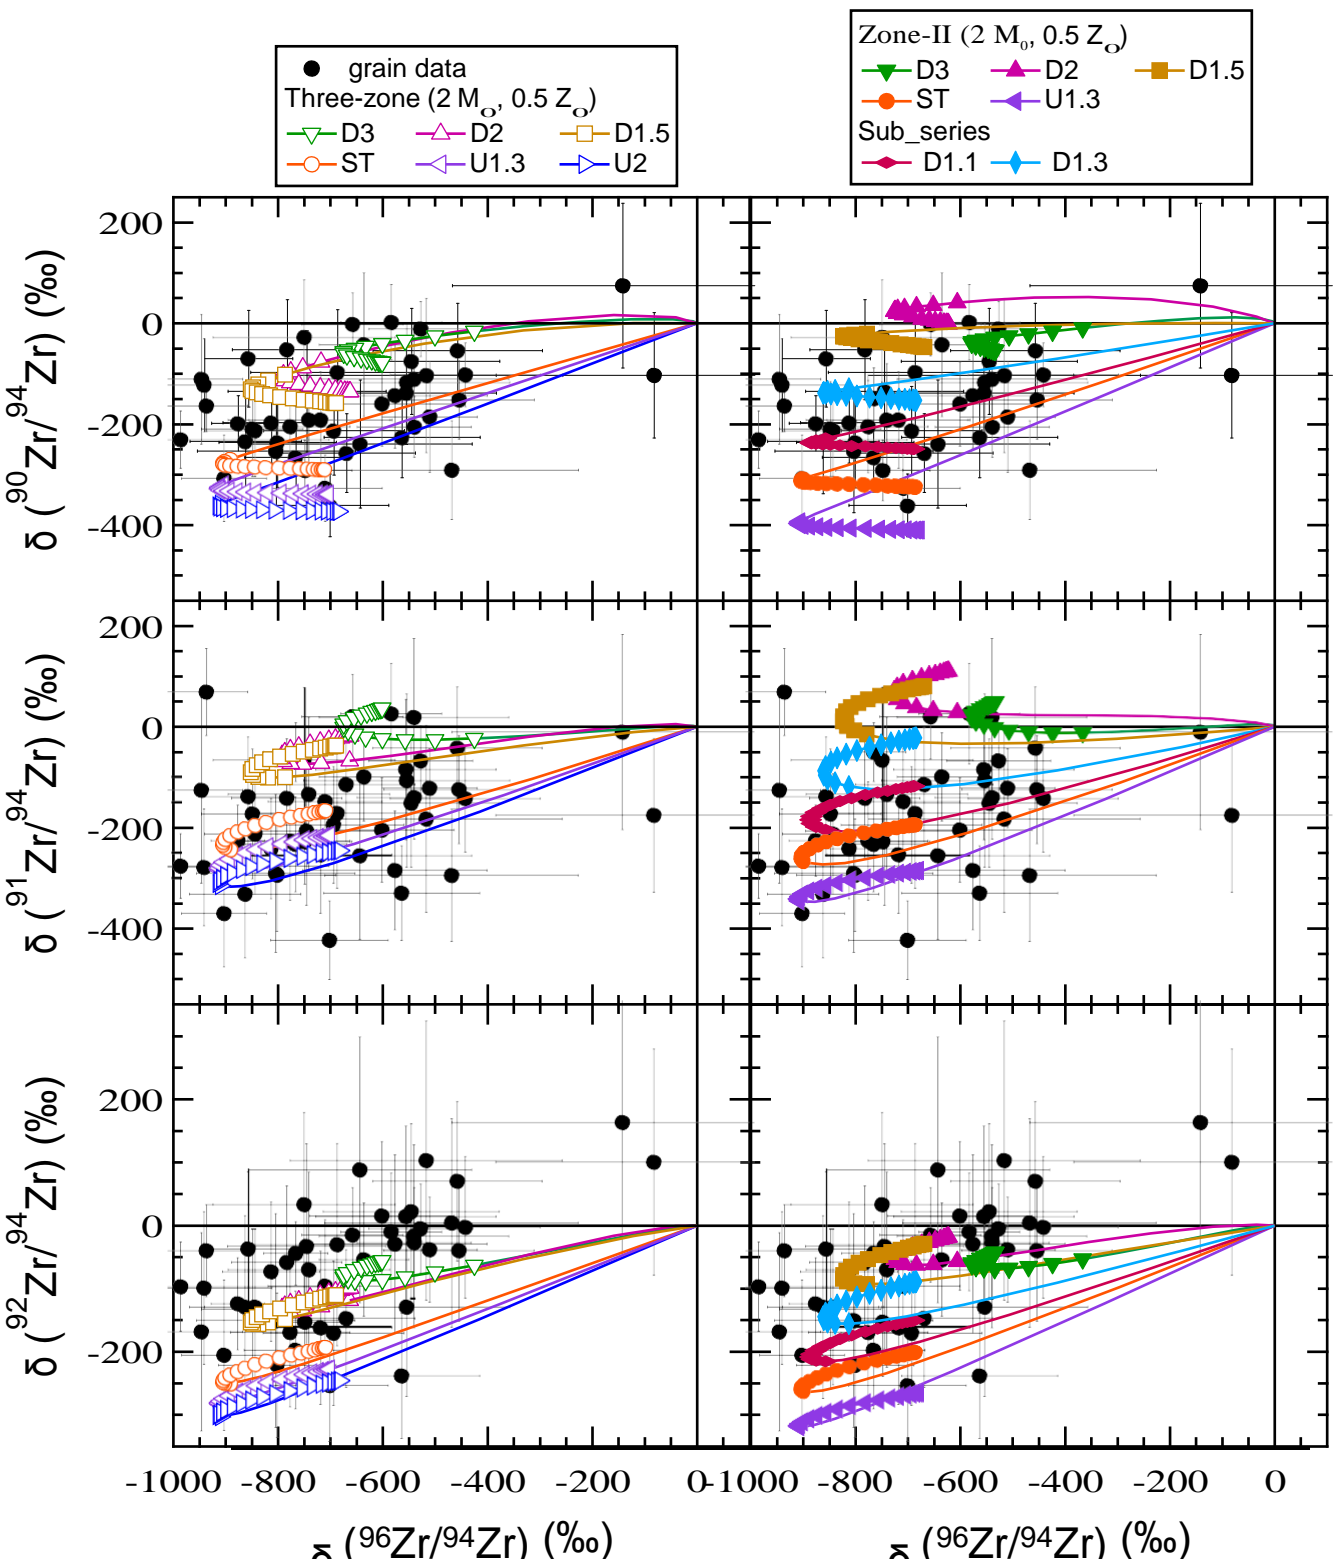 grain data
Three-zone (2 M⊙, 0.5 Z⊙)
D3 D2 D1.5
ST U1.3 U2
Zone-II (2 M₀, 0.5 Z⊙)
D3 D2 D1.5
ST U1.3
Sub_series
D1.1 D1.3
200
0
-200
-400
δ (⁹⁰Zr/⁹⁴Zr) (‰)
200
0
-200
-400
δ (⁹¹Zr/⁹⁴Zr) (‰)
200
0
-200
δ (⁹²Zr/⁹⁴Zr) (‰)
-1000 -800 -600 -400 -200 0
-1000 -800 -600 -400 -200 0
δ (⁹⁶Zr/⁹⁴Zr) (‰)
δ (⁹⁶Zr/⁹⁴Zr) (‰)